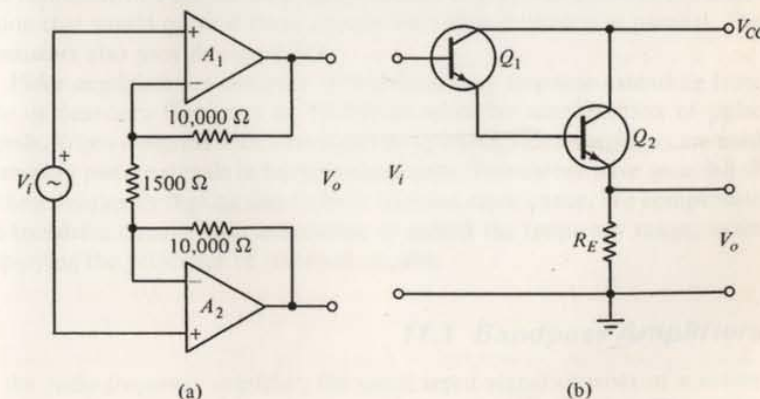 A1
Q1
VCC
10,000 Ω
Q2
Vi
1500 Ω
Vo
Vi
10,000 Ω
RE
Vo
A2
(a)
(b)